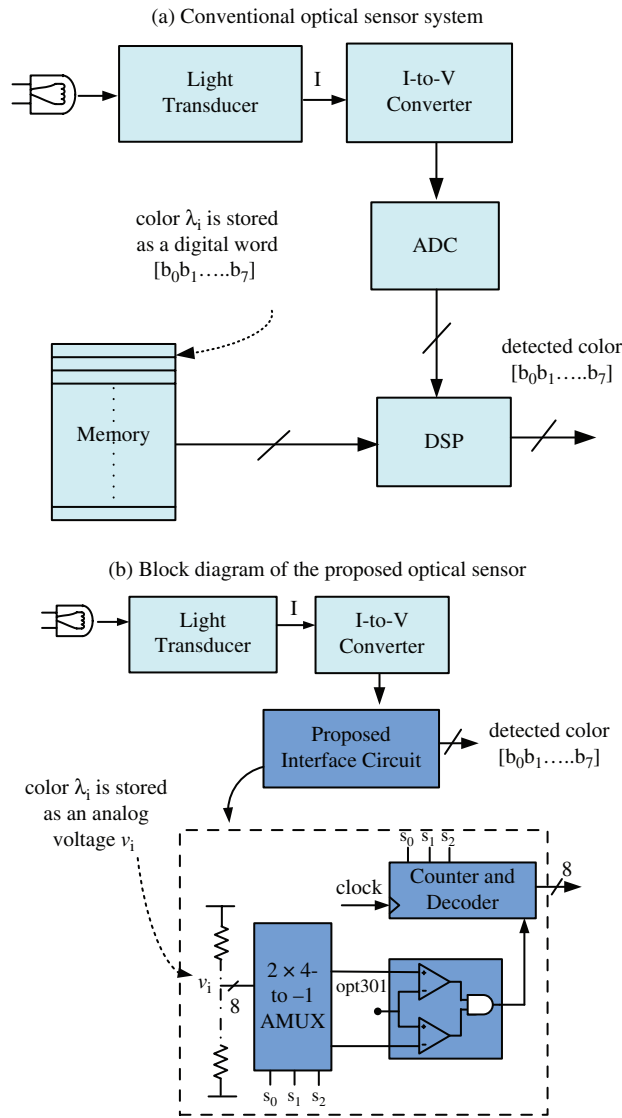 (a) Conventional optical sensor system
Light
Transducer
I
I-to-V
Converter
color λi is stored
as a digital word
[b0b1…..b7]
ADC
detected color
[b0b1…..b7]
Memory
DSP
(b) Block diagram of the proposed optical sensor
Light
Transducer
I
I-to-V
Converter
Proposed
Interface Circuit
detected color
[b0b1…..b7]
color λi is stored
as an analog
voltage vi
s0 s1 s2
clock
Counter and
Decoder
8
vi
8
2 × 4-
to –1
AMUX
opt301
+
-
+
-
s0 s1 s2